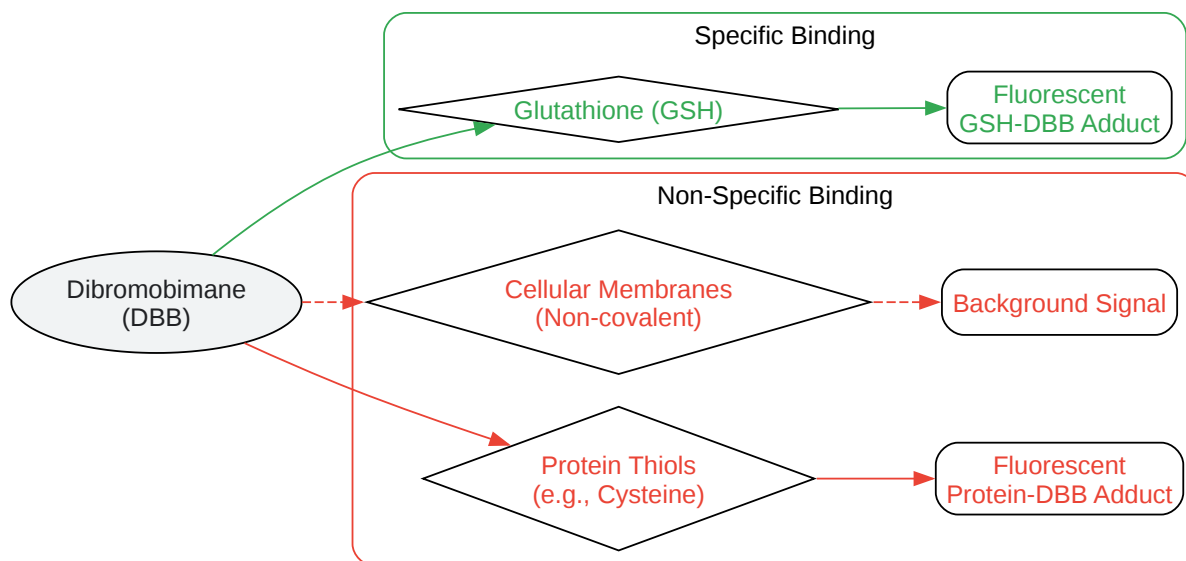 Specific Binding
Glutathione (GSH)
Fluorescent
GSH-DBB Adduct
Non-Specific Binding
Dibromobimane
(DBB)
Cellular Membranes
(Non-covalent)
Background Signal
Protein Thiols
(e.g., Cysteine)
Fluorescent
Protein-DBB Adduct